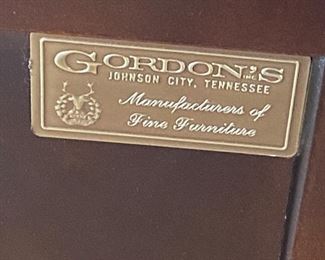 GORDON'S INC.
JOHNSON CITY, TENNESSEE
Manufacturers of
Fine Furniture